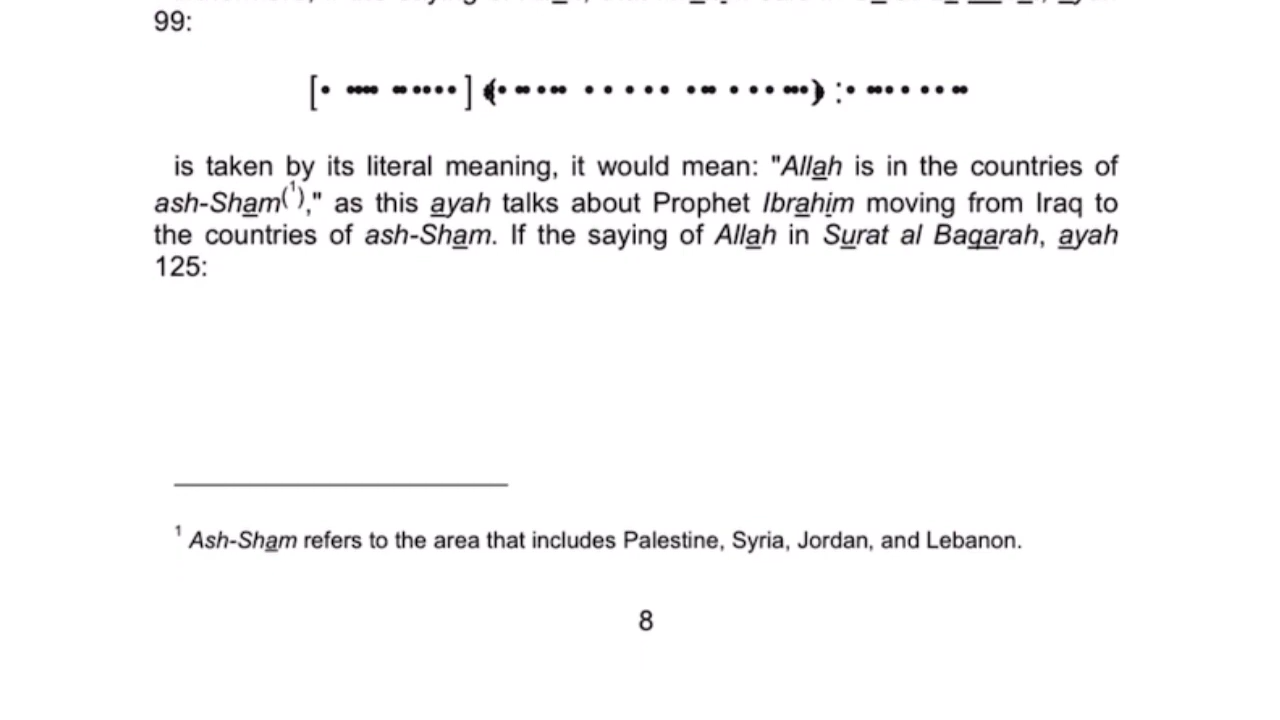 99:
is taken by its literal meaning, it would mean: "Allah is in the countries of
ash-Sham(1)," as this ayah talks about Prophet Ibrahim moving from Iraq to
the countries of ash-Sham. If the saying of Allah in Surat al Baqarah, ayah
125:
1 Ash-Sham refers to the area that includes Palestine, Syria, Jordan, and Lebanon.
8